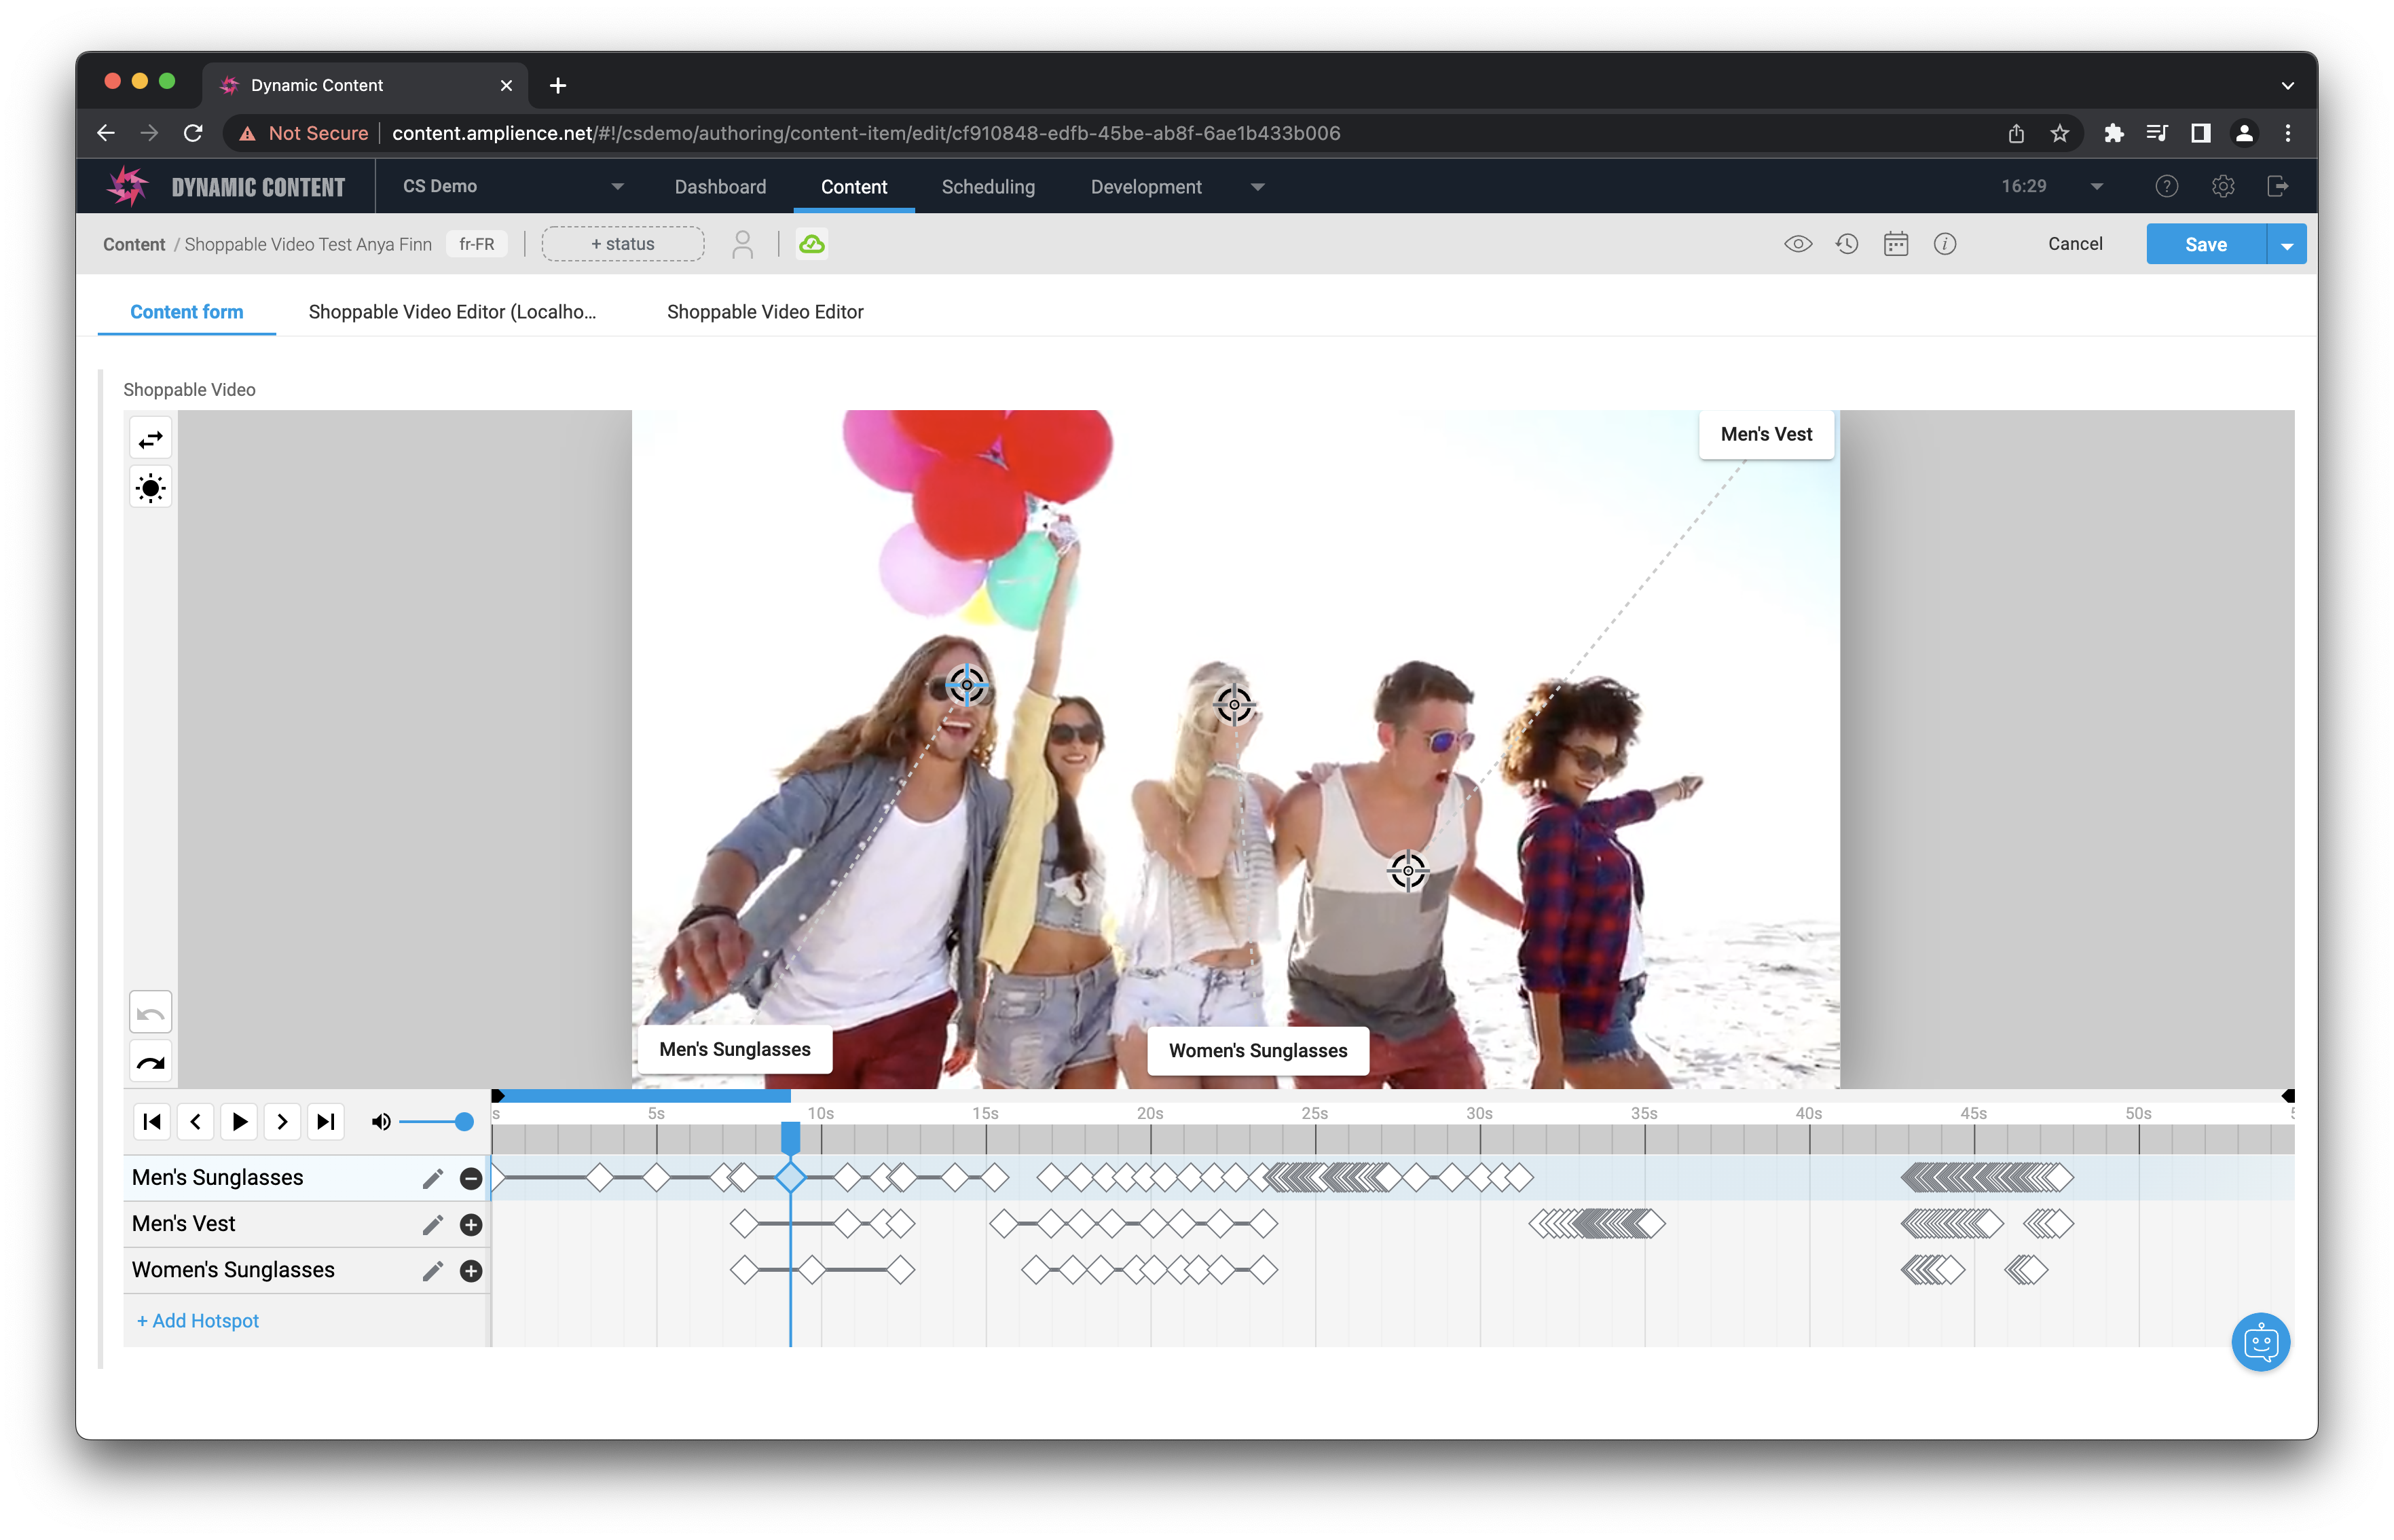 Dynamic Content
Not Secure content.amplience.net/#!/csdemo/authoring/content-item/edit/cf910848-edfb-45be-ab8f-6ae1b433b006
DYNAMIC CONTENT CS Demo Dashboard Content Scheduling Development 16:29
Content / Shoppable Video Test Anya Finn fr-FR + status Cancel Save
Content form Shoppable Video Editor (Localho... Shoppable Video Editor
Shoppable Video
Men's Vest
Men's Sunglasses
Women's Sunglasses
s 5s 10s 15s 20s 25s 30s 35s 40s 45s 50s
Men's Sunglasses
Men's Vest
Women's Sunglasses
+ Add Hotspot